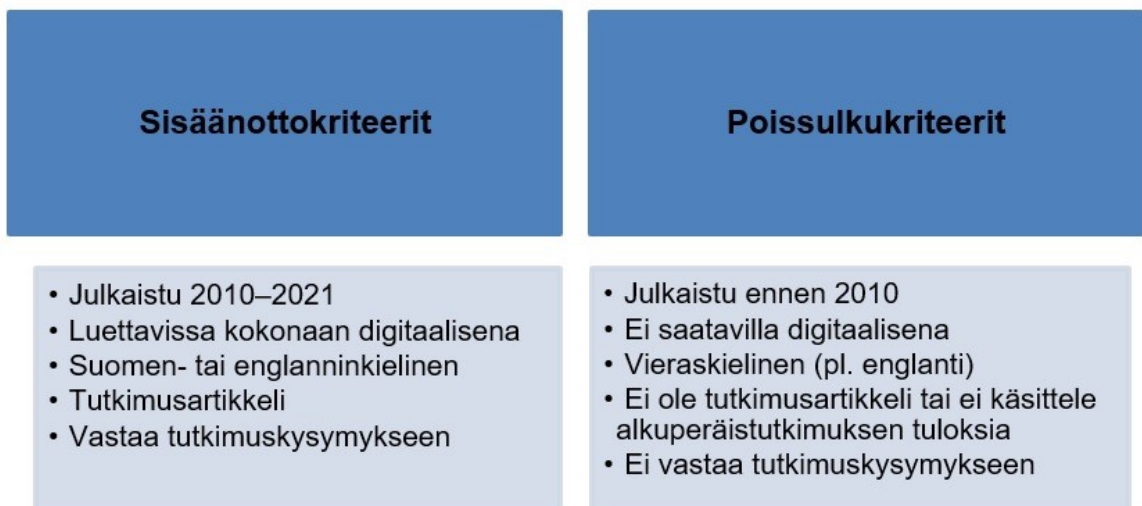 Sisäänottokriteerit
• Julkaistu 2010–2021
• Luettavissa kokonaan digitaalisena
• Suomen- tai englanninkielinen
• Tutkimusartikkeli
• Vastaa tutkimuskysymykseen
Poissulkukriteerit
• Julkaistu ennen 2010
• Ei saatavilla digitaalisena
• Vieraskielinen (pl. englanti)
• Ei ole tutkimusartikkeli tai ei käsittele
alkuperäistutkimuksen tuloksia
• Ei vastaa tutkimuskysymykseen